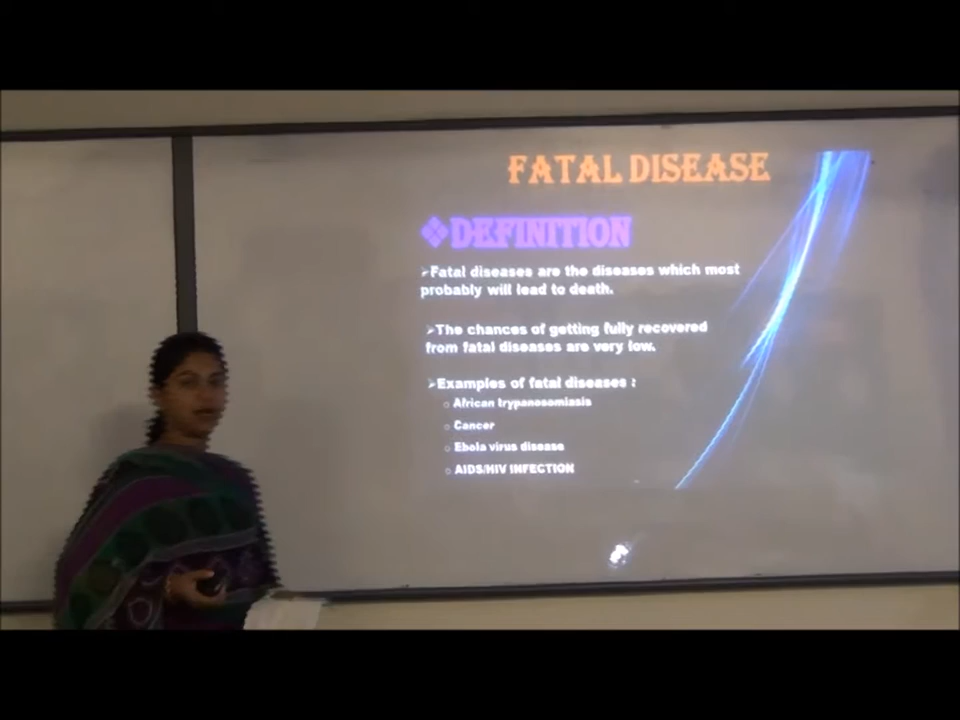 FATAL DISEASE
❖DEFINITION
➢Fatal diseases are the diseases which most
probably will lead to death.
➢The chances of getting fully recovered
from fatal diseases are very low.
➢Examples of fatal diseases :
○ African trypanosomiasis
○ Cancer
○ Ebola virus disease
○ AIDS/HIV INFECTION